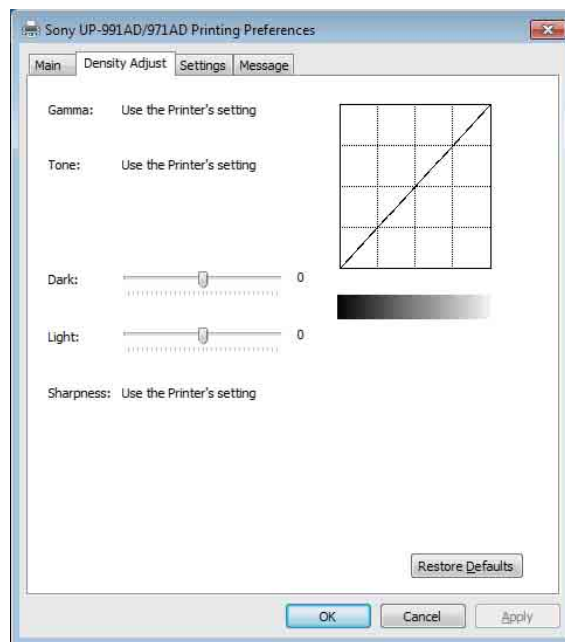 Sony UP-991AD/971AD Printing Preferences
Main Density Adjust Settings Message
Gamma: Use the Printer's setting
Tone: Use the Printer's setting
Dark: 0
Light: 0
Sharpness: Use the Printer's setting
Restore Defaults
OK Cancel Apply